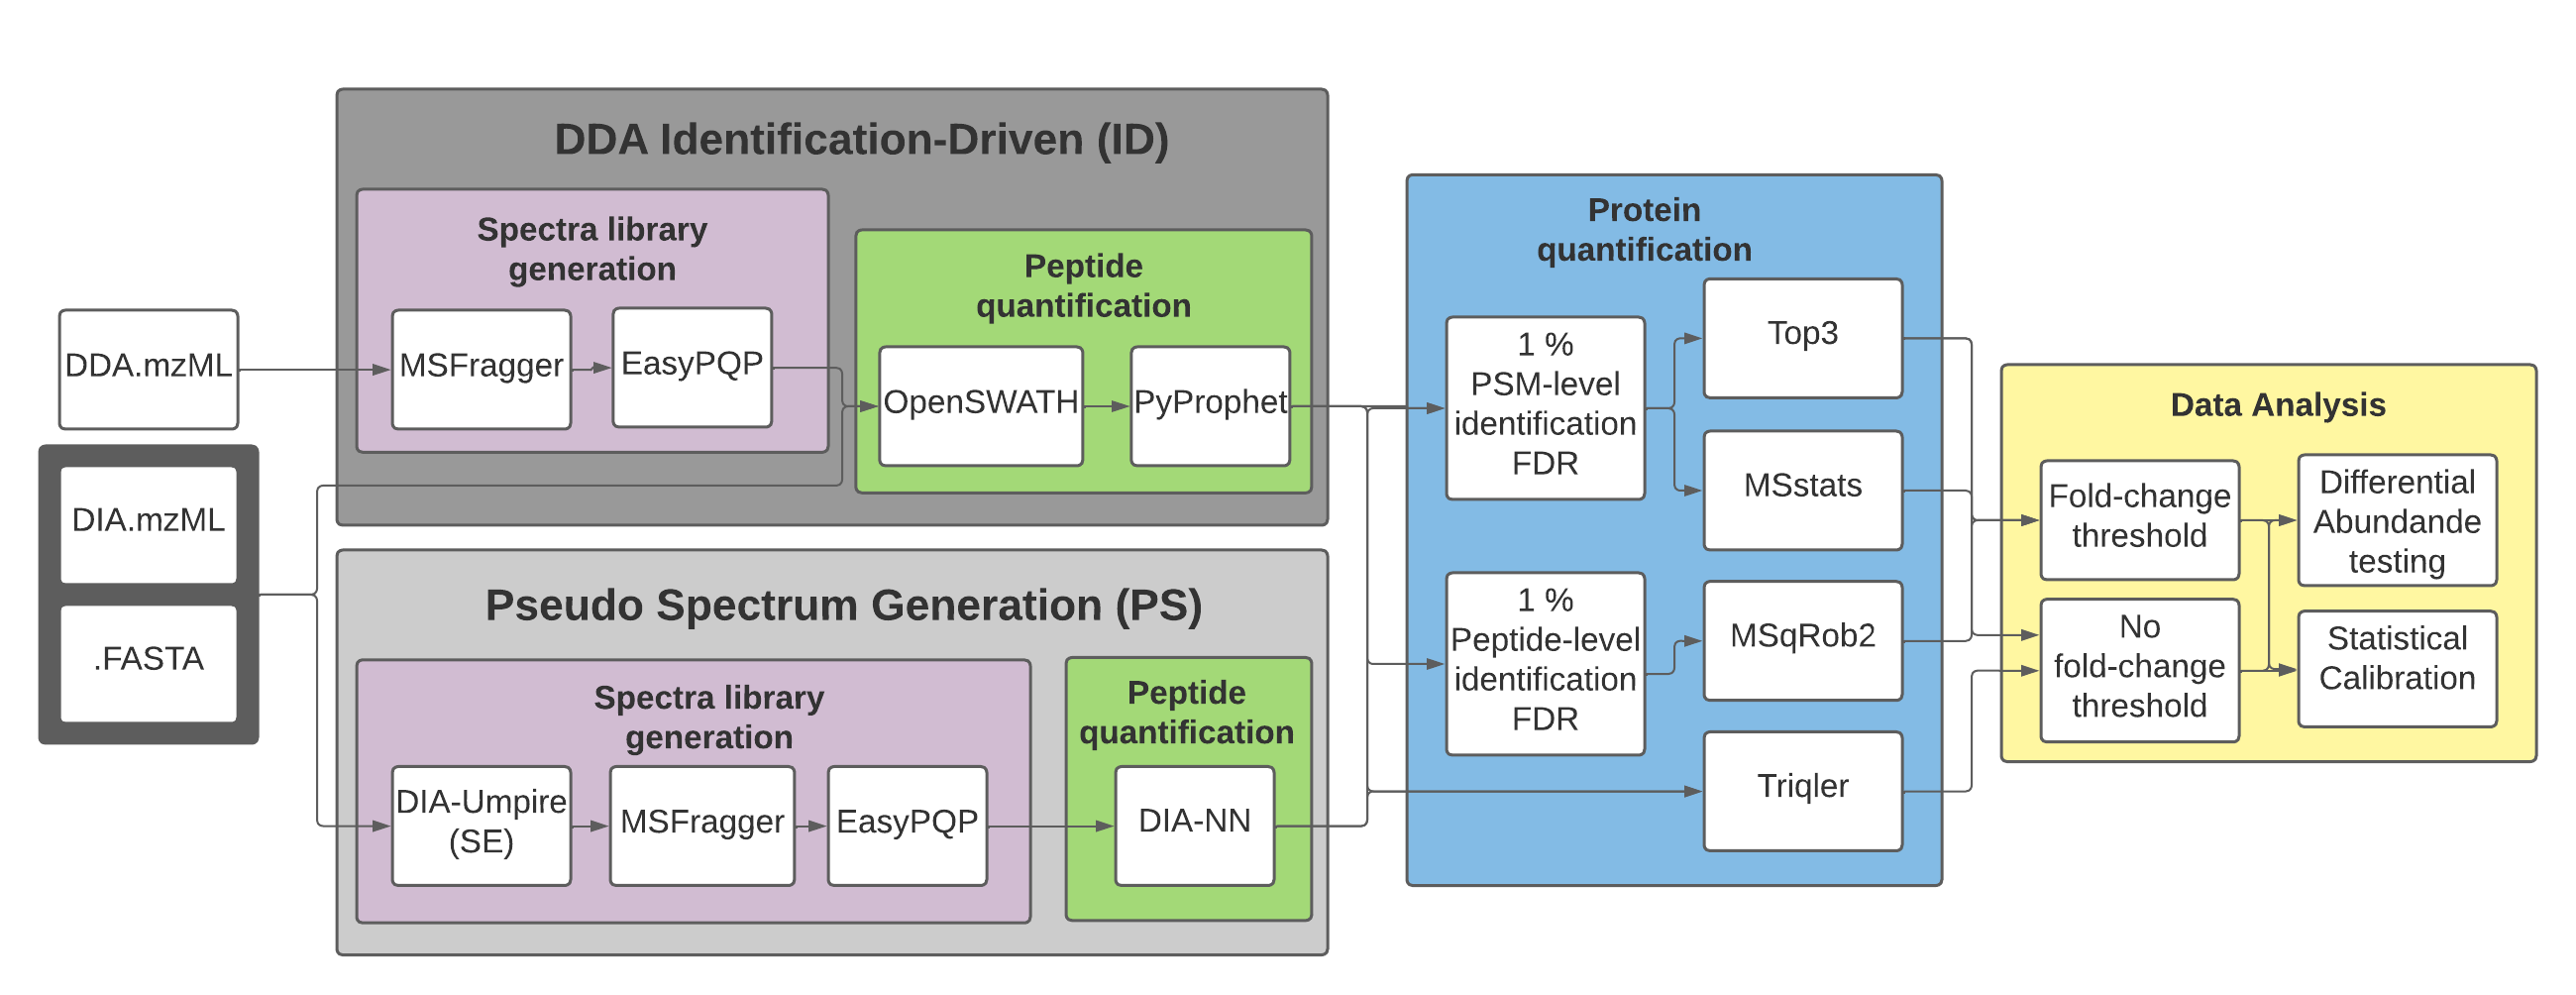 DDA Identification-Driven (ID)
Spectra library
generation
MSFragger
EasyPQP
Peptide
quantification
OpenSWATH
PyProphet
DDA.mzML
DIA.mzML
.FASTA
Pseudo Spectrum Generation (PS)
Spectra library
generation
DIA-Umpire
(SE)
MSFragger
EasyPQP
Peptide
quantification
DIA-NN
Protein
quantification
1 %
PSM-level
identification
FDR
1 %
Peptide-level
identification
FDR
Top3
MSstats
MSqRob2
Triqler
Data Analysis
Fold-change
threshold
No
fold-change
threshold
Differential
Abundande
testing
Statistical
Calibration